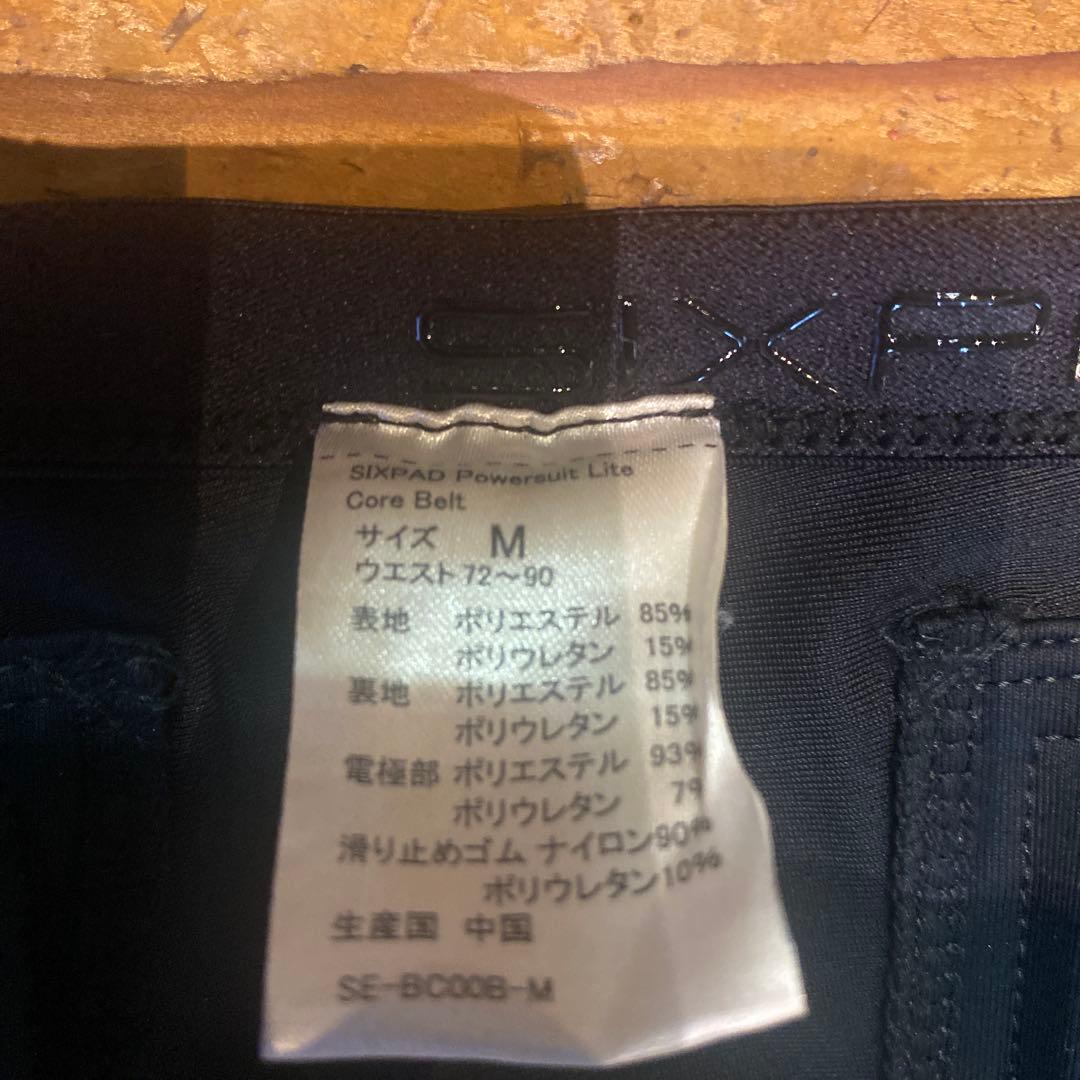 SIXP
SIXPAD Powersuit Lite
Core Belt
サイズ M
ウエスト 72～90
表地 ポリエステル 85%
ポリウレタン 15%
裏地 ポリエステル 85%
ポリウレタン 15%
電極部 ポリエステル 93%
ポリウレタン 7%
滑り止めゴム ナイロン90%
ポリウレタン10%
生産国 中国
SE-BC00B-M